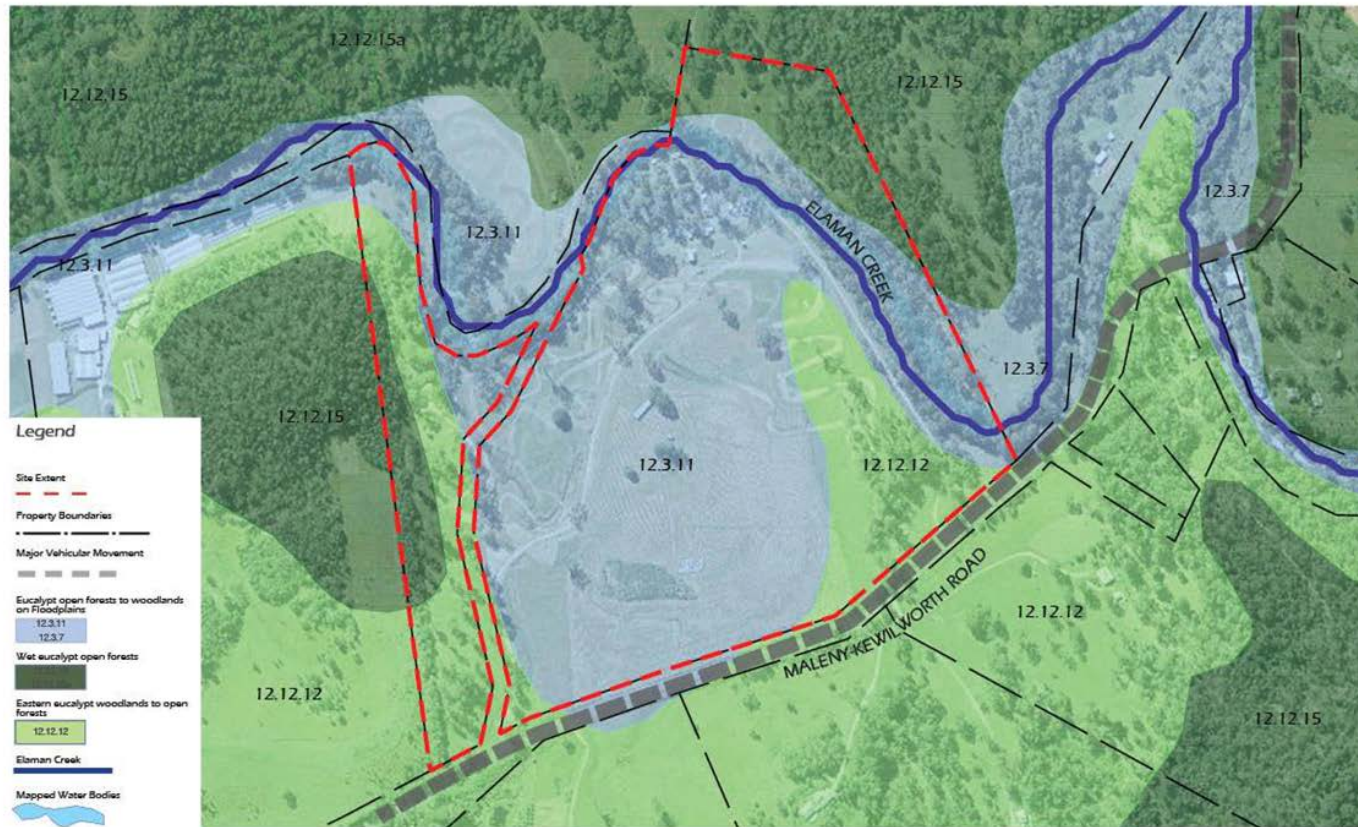 12.12.15a
12.12.15
12.12.15
12.3.7
12.3.11
12.3.11
ELAMAN CREEK
12.3.7
12.12.15
12.3.11
12.12.12
MALENY-KEWILWORTH ROAD
12.12.12
12.12.12
12.12.15
Legend
Site Extent
Property Boundaries
Major Vehicular Movement
Eucalypt open forests to woodlands
on Floodplains
12.3.11
12.3.7
Wet eucalypt open forests
Eastern eucalypt woodlands to open
forests
12.12.12
Elaman Creek
Mapped Water Bodies